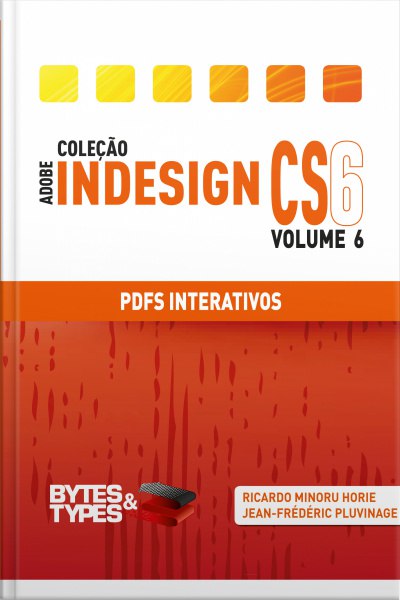 COLEÇÃO
ADOBE
INDESIGN CS6
VOLUME 6
PDFS INTERATIVOS
BYTES &
TYPES
RICARDO MINORU HORIE
JEAN-FRÉDÉRIC PLUVINAGE